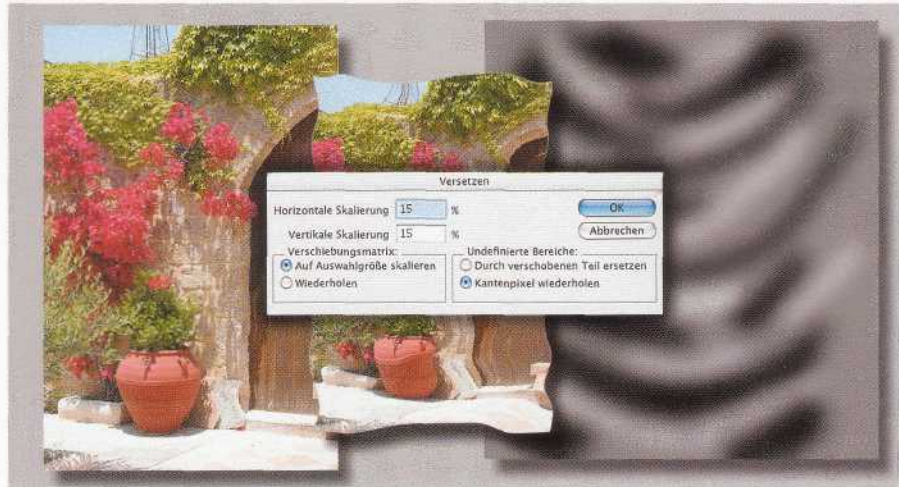 Versetzen
Horizontale Skalierung 15 %
Vertikale Skalierung 15 %
OK
Abbrechen
Verschiebungsmatrix:
Auf Auswahlgröße skalieren
Wiederholen
Undefinierte Bereiche:
Durch verschobenen Teil ersetzen
Kantenpixel wiederholen